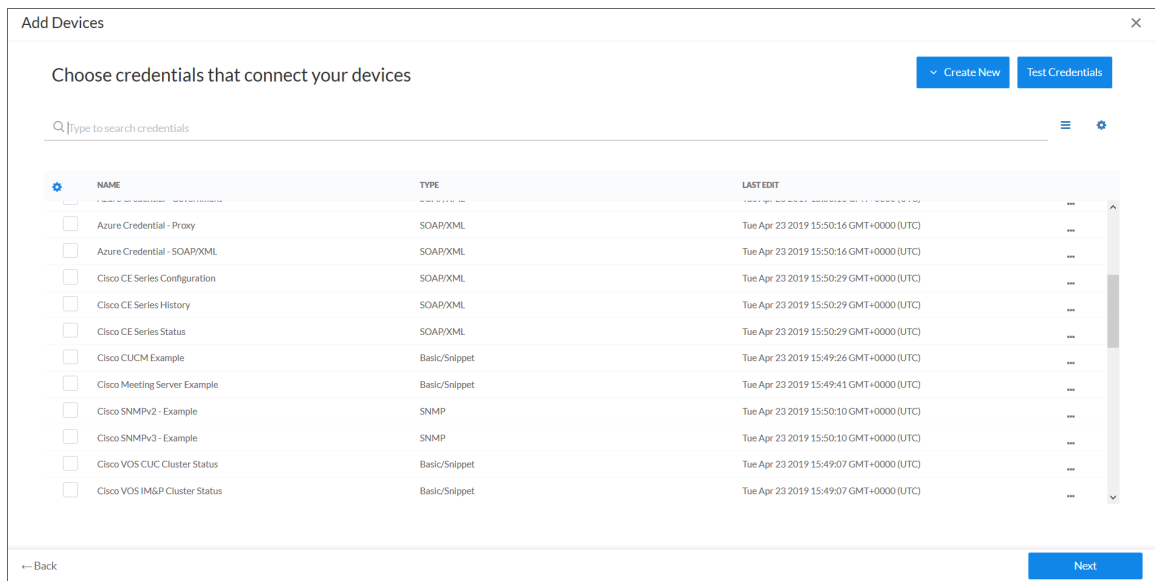 Add Devices
Choose credentials that connect your devices
Create New
Test Credentials
Type to search credentials
NAME TYPE LAST EDIT
Azure Credential - Proxy SOAP/XML Tue Apr 23 2019 15:50:16 GMT+0000 (UTC)
Azure Credential - SOAP/XML SOAP/XML Tue Apr 23 2019 15:50:16 GMT+0000 (UTC)
Cisco CE Series Configuration SOAP/XML Tue Apr 23 2019 15:50:29 GMT+0000 (UTC)
Cisco CE Series History SOAP/XML Tue Apr 23 2019 15:50:29 GMT+0000 (UTC)
Cisco CE Series Status SOAP/XML Tue Apr 23 2019 15:50:29 GMT+0000 (UTC)
Cisco CUCM Example Basic/Snippet Tue Apr 23 2019 15:49:26 GMT+0000 (UTC)
Cisco Meeting Server Example Basic/Snippet Tue Apr 23 2019 15:49:41 GMT+0000 (UTC)
Cisco SNMPv2 - Example SNMP Tue Apr 23 2019 15:50:10 GMT+0000 (UTC)
Cisco SNMPv3 - Example SNMP Tue Apr 23 2019 15:50:10 GMT+0000 (UTC)
Cisco VOS CUC Cluster Status Basic/Snippet Tue Apr 23 2019 15:49:07 GMT+0000 (UTC)
Cisco VOS IM&P Cluster Status Basic/Snippet Tue Apr 23 2019 15:49:07 GMT+0000 (UTC)
←Back
Next